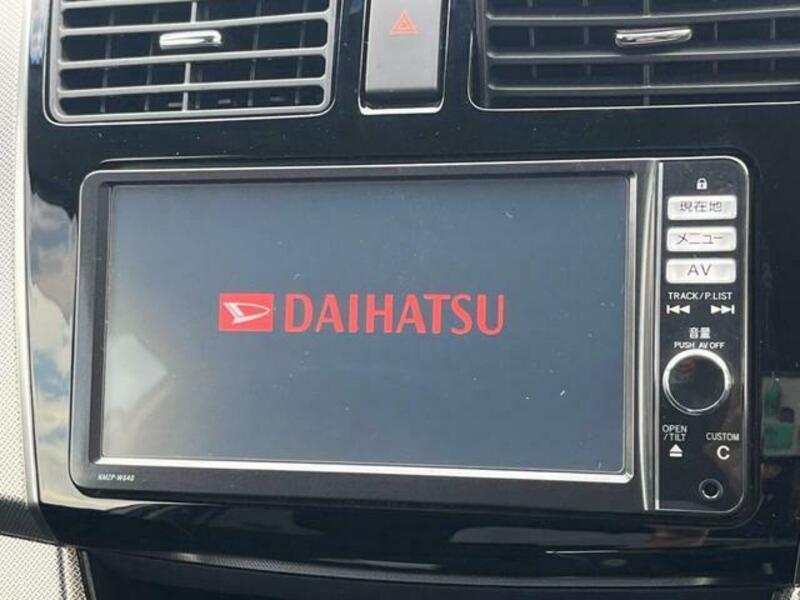 DAIHATSU
現在地
メニュー
AV
TRACK/P.LIST
音量
PUSH AV OFF
OPEN
/TILT
CUSTOM
C
NMZP-W64D